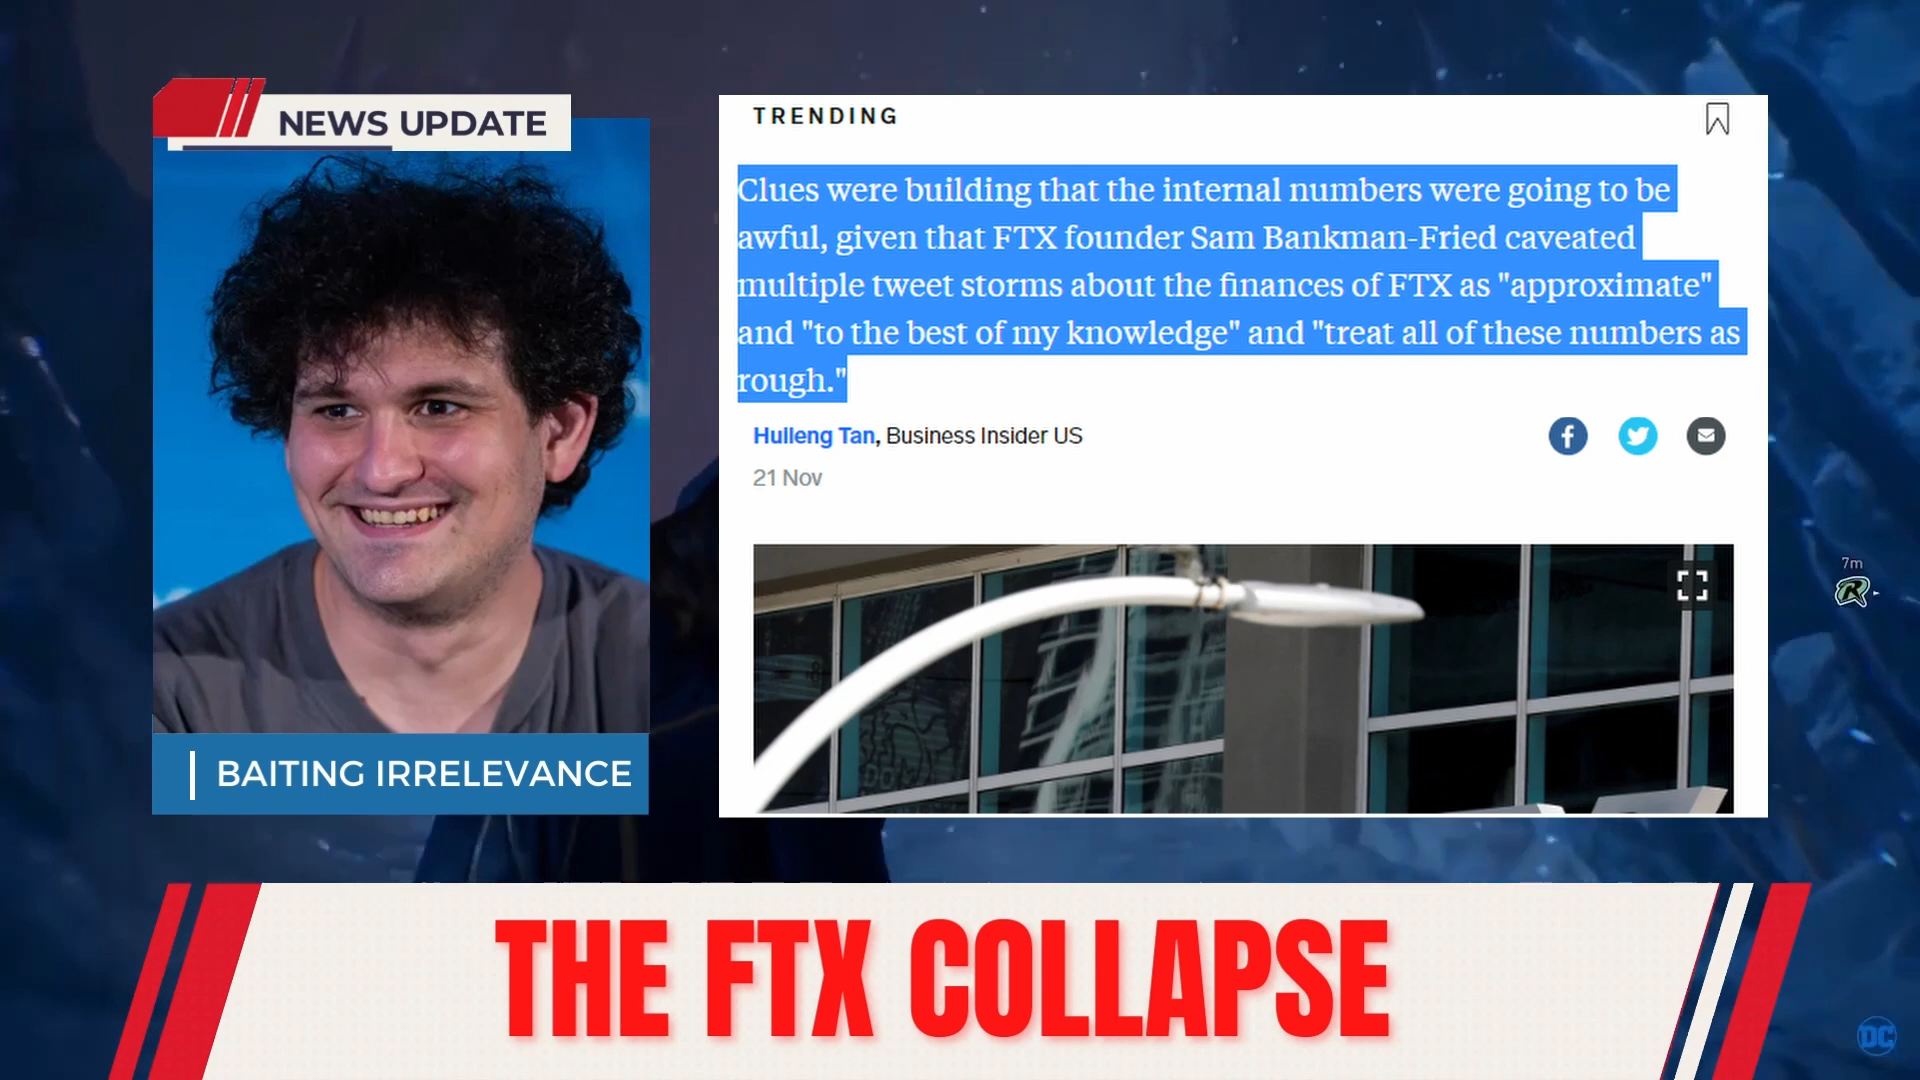 NEWS UPDATE
BAITING IRRELEVANCE
TRENDING
Clues were building that the internal numbers were going to be
awful, given that FTX founder Sam Bankman-Fried caveated
multiple tweet storms about the finances of FTX as "approximate"
and "to the best of my knowledge" and "treat all of these numbers as
rough."
Huileng Tan, Business Insider US
21 Nov
7m
R
THE FTX COLLAPSE
DC